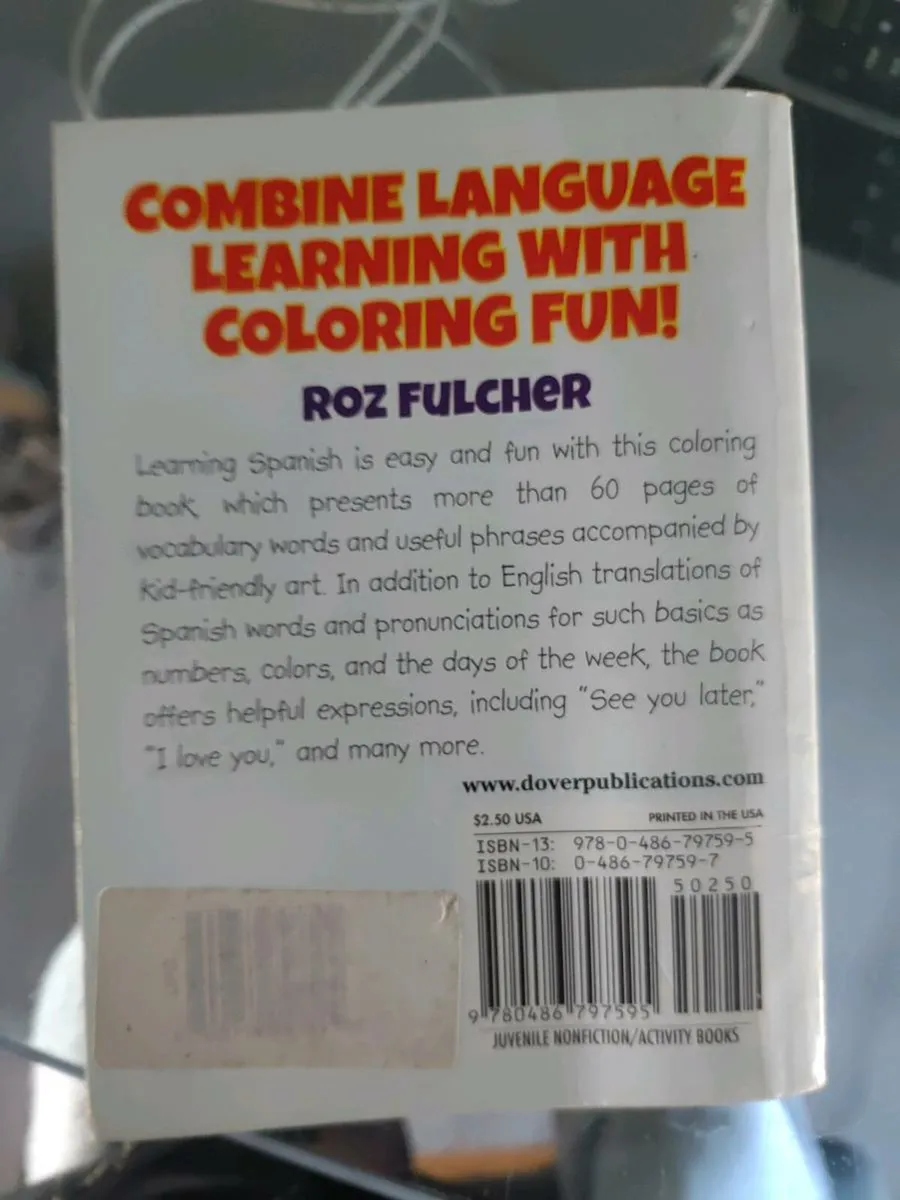 COMBINE LANGUAGE
LEARNING WITH
COLORING FUN!
ROZ FULCHER
Learning Spanish is easy and fun with this coloring
book, which presents more than 60 pages of
vocabulary words and useful phrases accompanied by
kid-friendly art. In addition to English translations of
Spanish words and pronunciations for such basics as
numbers, colors, and the days of the week, the book
offers helpful expressions, including "See you later,"
"I love you," and many more.
www.doverpublications.com
$2.50 USA PRINTED IN THE USA
ISBN-13: 978-0-486-79759-5
ISBN-10: 0-486-79759-7
50250
9 780486 797595
JUVENILE NONFICTION/ACTIVITY BOOKS